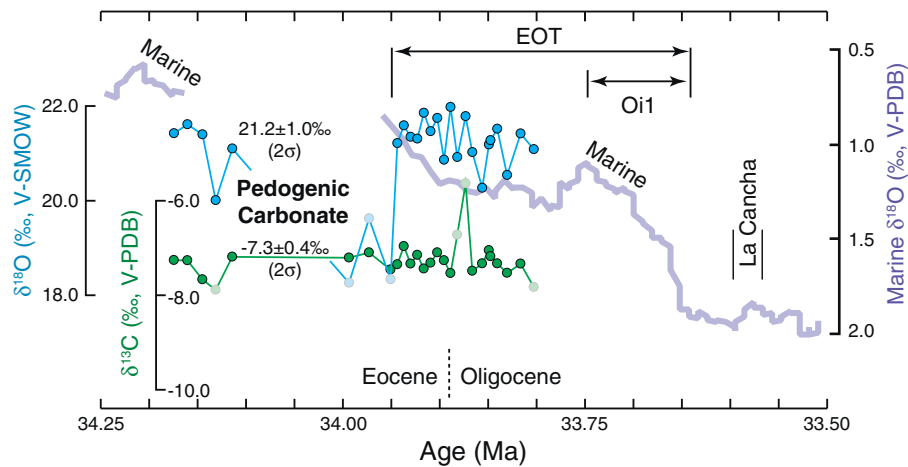 EOT
Oi1
Marine
Marine
La Cancha
δ18O (‰, V-SMOW)
22.0
20.0
18.0
δ13C (‰, V-PDB)
-6.0
-8.0
-10.0
21.2±1.0‰
(2σ)
Pedogenic
Carbonate
-7.3±0.4‰
(2σ)
Eocene
Oligocene
0.5
1.0
1.5
2.0
Marine δ18O (‰, V-PDB)
34.25
34.00
33.75
33.50
Age (Ma)